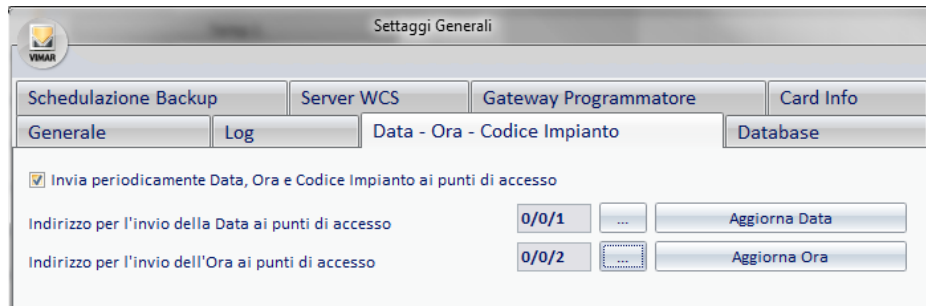 Settaggi Generali
VIMAR
Schedulazione Backup Server WCS Gateway Programmatore Card Info
Generale Log Data - Ora - Codice Impianto Database
Invia periodicamente Data, Ora e Codice Impianto ai punti di accesso
Indirizzo per l'invio della Data ai punti di accesso 0/0/1 ... Aggiorna Data
Indirizzo per l'invio dell'Ora ai punti di accesso 0/0/2 ... Aggiorna Ora